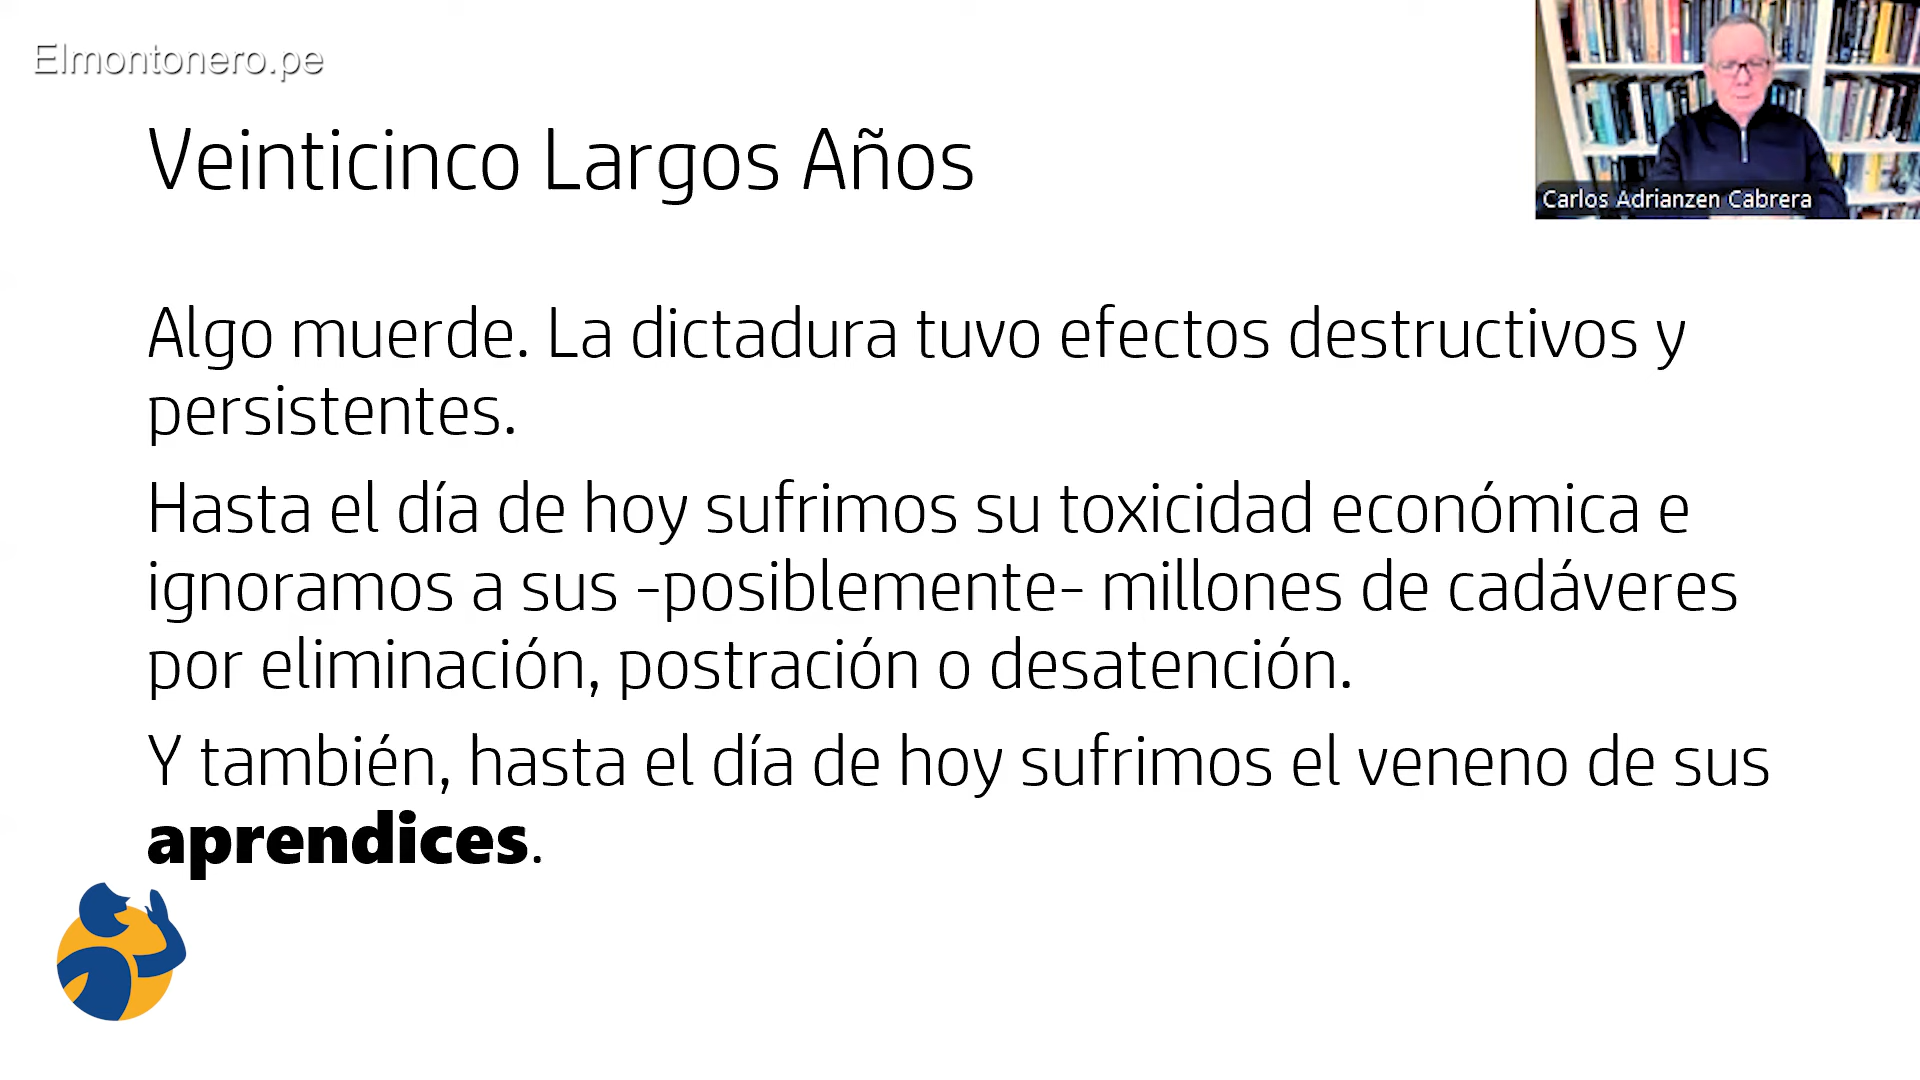 Elmontonero.pe
Carlos Adrianzen Cabrera
Veinticinco Largos Años
Algo muerde. La dictadura tuvo efectos destructivos y
persistentes.
Hasta el día de hoy sufrimos su toxicidad económica e
ignoramos a sus -posiblemente- millones de cadáveres
por eliminación, postración o desatención.
Y también, hasta el día de hoy sufrimos el veneno de sus
aprendices.